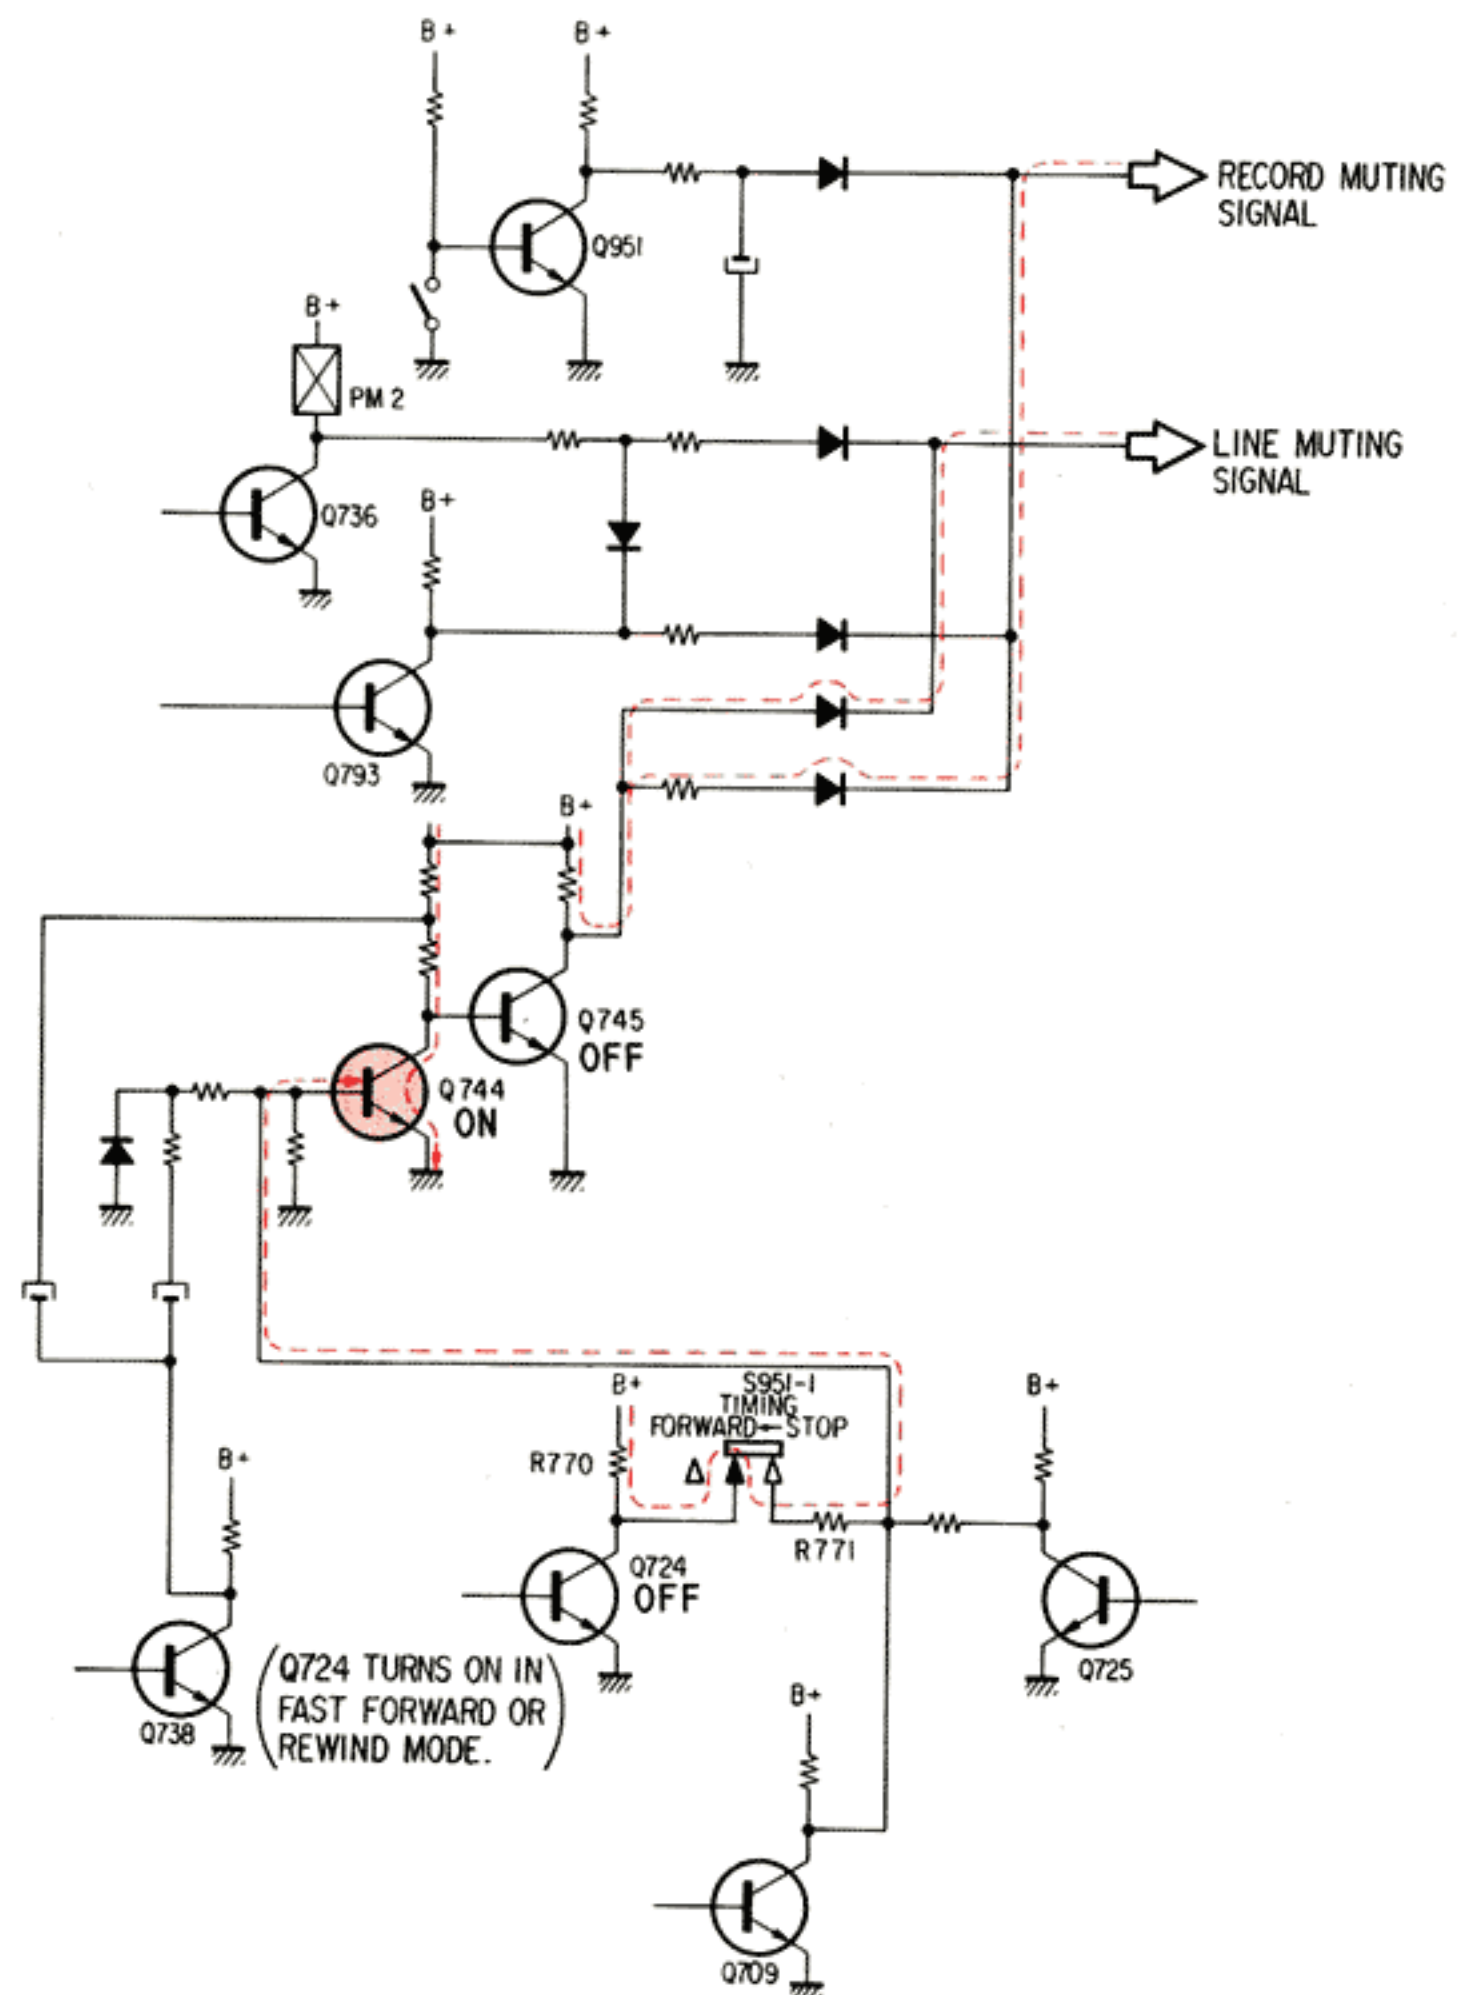 B+
B+
RECORD MUTING
SIGNAL
Q951
B+
PM 2
LINE MUTING
SIGNAL
B+
Q736
Q793
B+
Q745
OFF
Q744
ON
B+
S951-1
TIMING
FORWARD←STOP
B+
R770
B+
R771
Q724
OFF
Q725
Q738
(Q724 TURNS ON IN
FAST FORWARD OR
REWIND MODE.)
B+
Q709